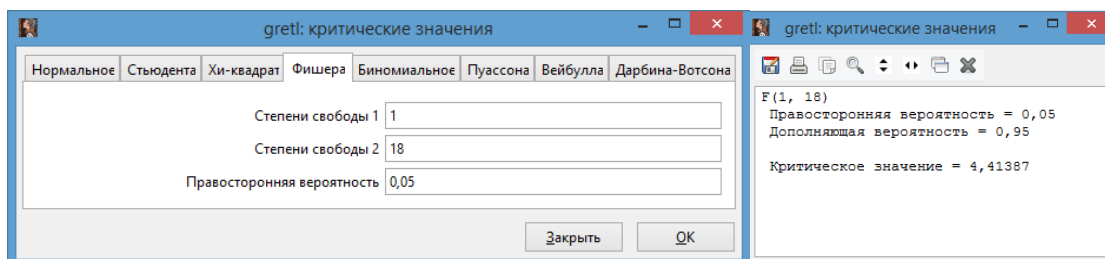 gretl: критические значения
Нормальное Стьюдента Хи-квадрат Фишера Биномиальное Пуассона Вейбулла Дарбина-Вотсона
Степени свободы 1 1
Степени свободы 2 18
Правосторонняя вероятность 0,05
Закрыть OK
gretl: критические значения
F(1, 18)
Правосторонняя вероятность = 0,05
Дополняющая вероятность = 0,95
Критическое значение = 4,41387